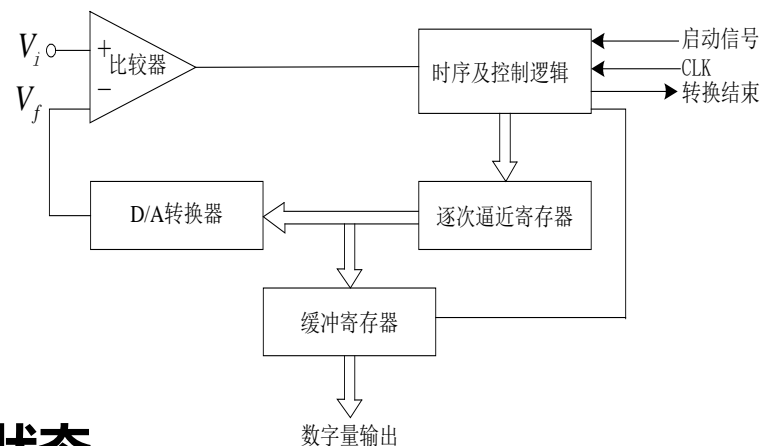 V_i
+
比较器
−
V_f
时序及控制逻辑
启动信号
CLK
转换结束
D/A转换器
逐次逼近寄存器
缓冲寄存器
数字量输出
状态